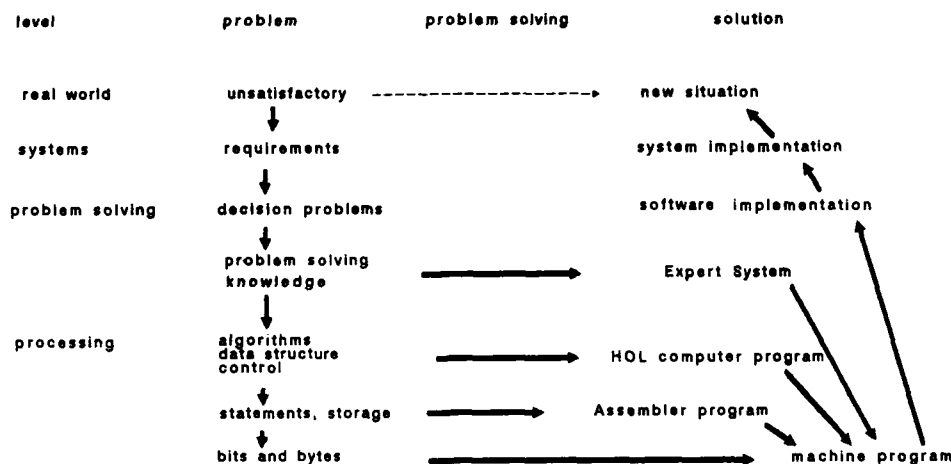 level problem problem solving solution
real world unsatisfactory new situation
systems requirements system implementation
problem solving decision problems software implementation
problem solving
knowledge
Expert System
processing
algorithms
data structure
control
HOL computer program
statements, storage Assembler program
bits and bytes machine program